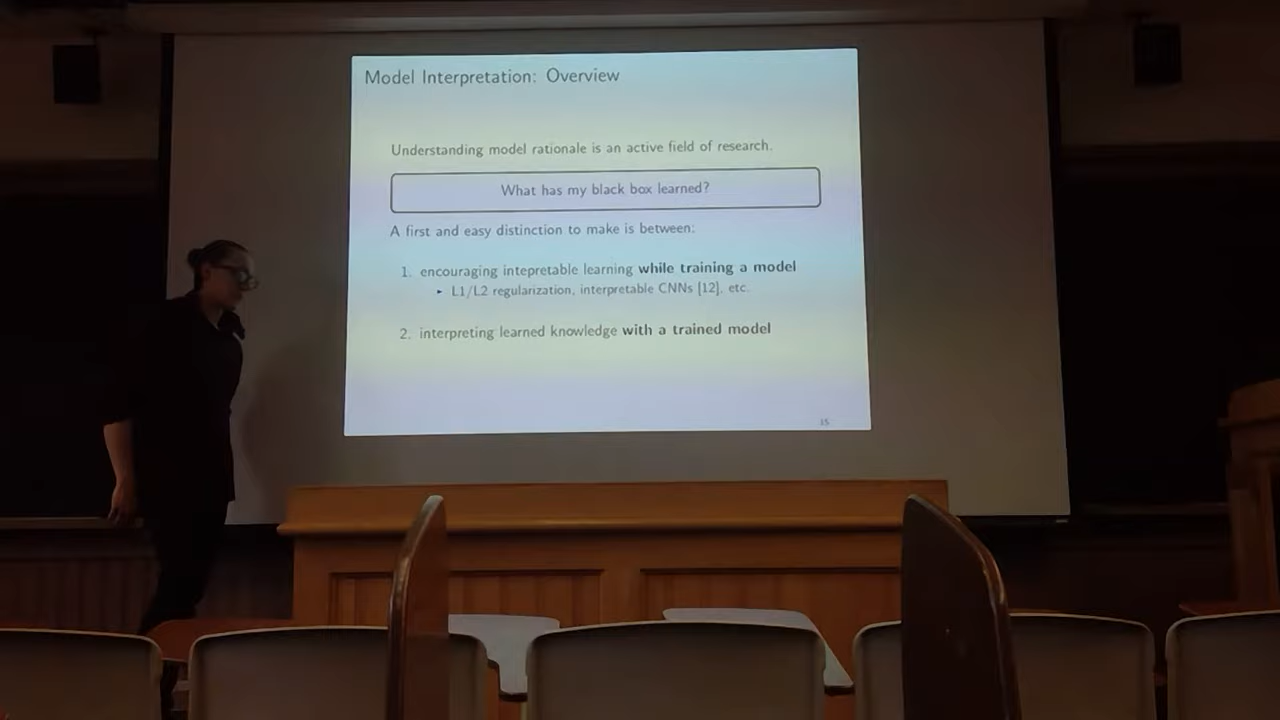 Model Interpretation: Overview
Understanding model rationale is an active field of research.
What has my black box learned?
A first and easy distinction to make is between:
1. encouraging intepretable learning while training a model
▸ L1/L2 regularization, interpretable CNNs [12], etc.
2. interpreting learned knowledge with a trained model
15